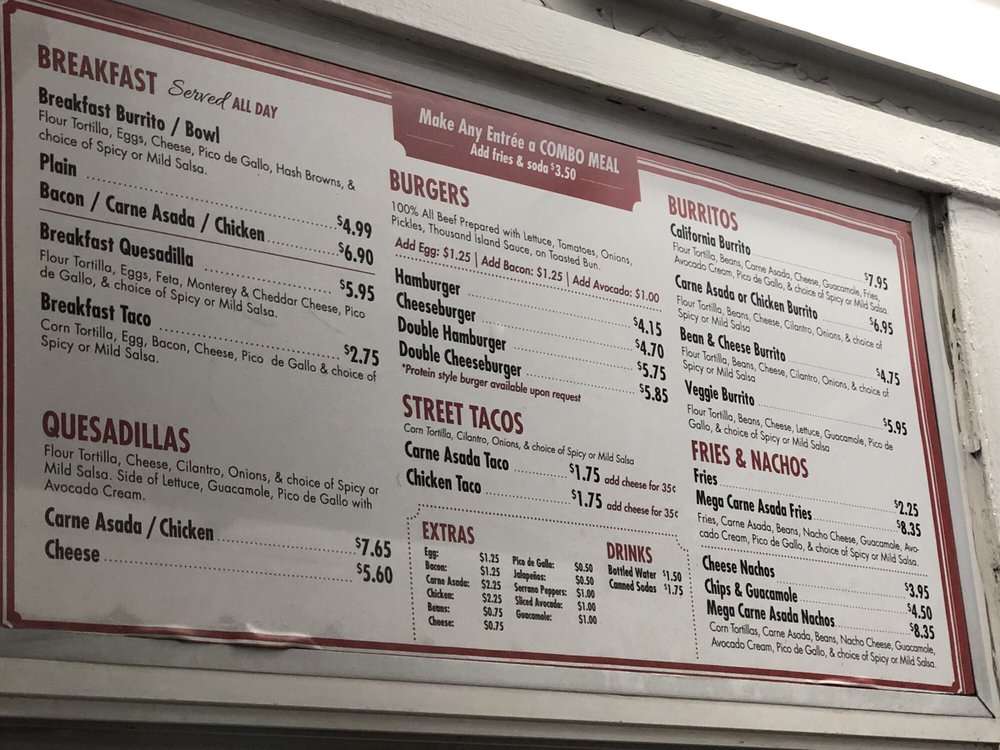 BREAKFAST Served ALL DAY
Breakfast Burrito / Bowl
Flour Tortilla, Eggs, Cheese, Pico de Gallo, Hash Browns, &
choice of Spicy or Mild Salsa.
Plain $4.99
Bacon / Carne Asada / Chicken $6.90
Breakfast Quesadilla $5.95
Flour Tortilla, Eggs, Feta, Monterey & Cheddar Cheese, Pico
de Gallo, & choice of Spicy or Mild Salsa.
Breakfast Taco $2.75
Corn Tortilla, Egg, Bacon, Cheese, Pico de Gallo & choice of
Spicy or Mild Salsa.
QUESADILLAS
Flour Tortilla, Cheese, Cilantro, Onions, & choice of Spicy or
Mild Salsa. Side of Lettuce, Guacamole, Pico de Gallo with
Avocado Cream.
Carne Asada / Chicken $7.65
Cheese $5.60
Make Any Entrée a COMBO MEAL
Add fries & soda $3.50
BURGERS
100% All Beef Prepared with Lettuce, Tomatoes, Onions,
Pickles, Thousand Island Sauce, on Toasted Bun.
Add Egg: $1.25 | Add Bacon: $1.25 | Add Avocado: $1.00
Hamburger $4.15
Cheeseburger $4.70
Double Hamburger $5.75
Double Cheeseburger $5.85
*Protein style burger available upon request
STREET TACOS
Corn Tortilla, Cilantro, Onions, & choice of Spicy or Mild Salsa
Carne Asada Taco $1.75 add cheese for 35¢
Chicken Taco $1.75 add cheese for 35¢
EXTRAS
Egg: $1.25
Bacon: $1.25
Carne Asada: $2.25
Chicken: $2.25
Beans: $0.75
Cheese: $0.75
Pico de Gallo: $0.50
Jalapeños: $0.50
Serrano Peppers: $1.00
Sliced Avocado: $1.00
Guacamole: $1.00
DRINKS
Bottled Water $1.50
Canned Sodas $1.75
BURRITOS
California Burrito $7.95
Flour Tortilla, Beans, Carne Asada, Cheese, Guacamole, Fries,
Avocado Cream, Pico de Gallo, & choice of Spicy or Mild Salsa.
Carne Asada or Chicken Burrito $6.95
Flour Tortilla, Beans, Cheese, Cilantro, Onions, & choice of
Spicy or Mild Salsa
Bean & Cheese Burrito $4.75
Flour Tortilla, Beans, Cheese, Cilantro, Onions, & choice of
Spicy or Mild Salsa
Veggie Burrito $5.95
Flour Tortilla, Beans, Cheese, Lettuce, Guacamole, Pico de
Gallo, & choice of Spicy or Mild Salsa
FRIES & NACHOS
Fries $2.25
Mega Carne Asada Fries $8.35
Fries, Carne Asada, Beans, Nacho Cheese, Guacamole, Avo-
cado Cream, Pico de Gallo, & choice of Spicy or Mild Salsa.
Cheese Nachos $3.95
Chips & Guacamole $4.50
Mega Carne Asada Nachos $8.35
Corn Tortillas, Carne Asada, Beans, Nacho Cheese, Guacamole,
Avocado Cream, Pico de Gallo, & choice of Spicy or Mild Salsa.